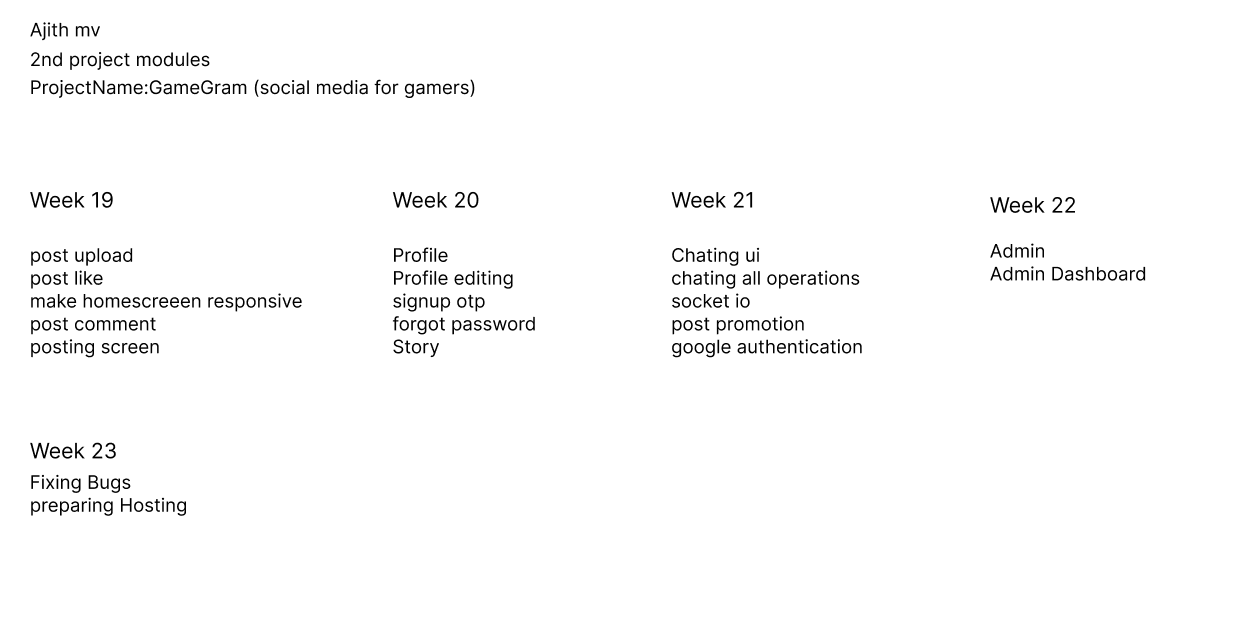 Ajith mv
2nd project modules
ProjectName:GameGram (social media for gamers)
Week 19
post upload
post like
make homescreeen responsive
post comment
posting screen
Week 20
Profile
Profile editing
signup otp
forgot password
Story
Week 21
Chating ui
chating all operations
socket io
post promotion
google authentication
Week 22
Admin
Admin Dashboard
Week 23
Fixing Bugs
preparing Hosting